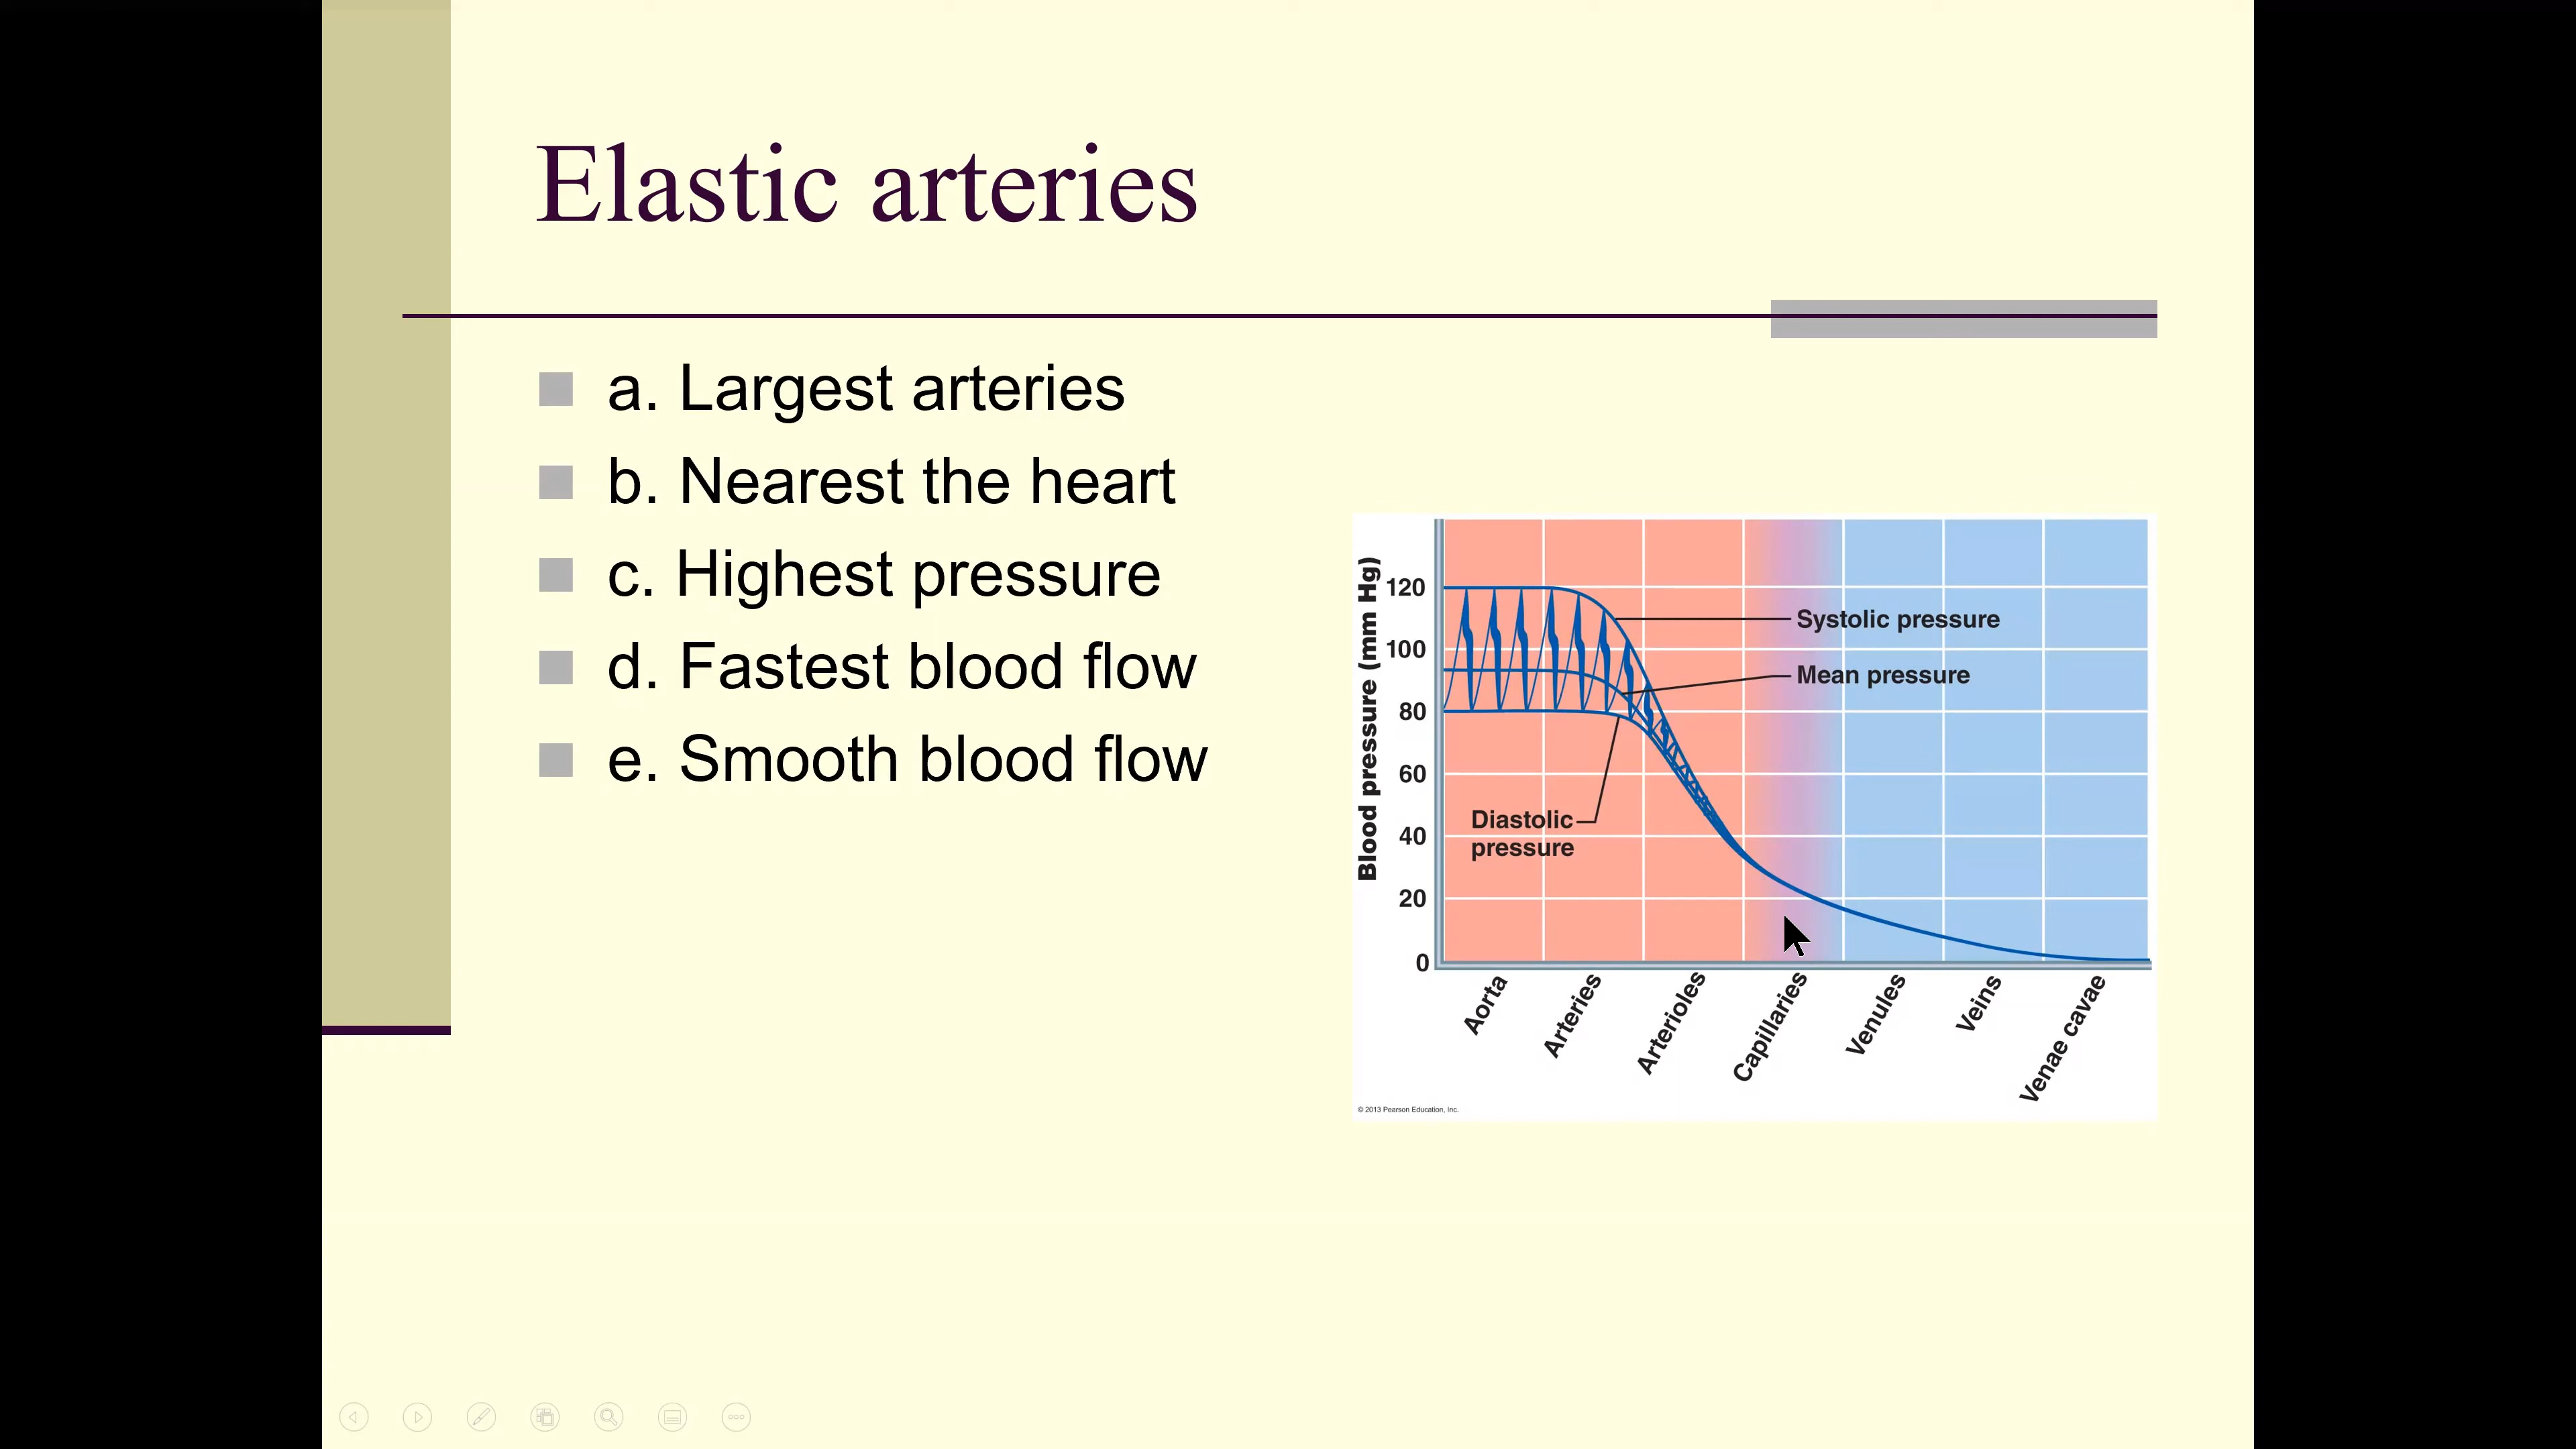 Elastic arteries
a. Largest arteries
b. Nearest the heart
c. Highest pressure
d. Fastest blood flow
e. Smooth blood flow
Blood pressure (mm Hg)
120
100
80
60
40
20
0
Systolic pressure
Mean pressure
Diastolic
pressure
Aorta
Arteries
Arterioles
Capillaries
Venules
Veins
Venae cavae
© 2013 Pearson Education, Inc.